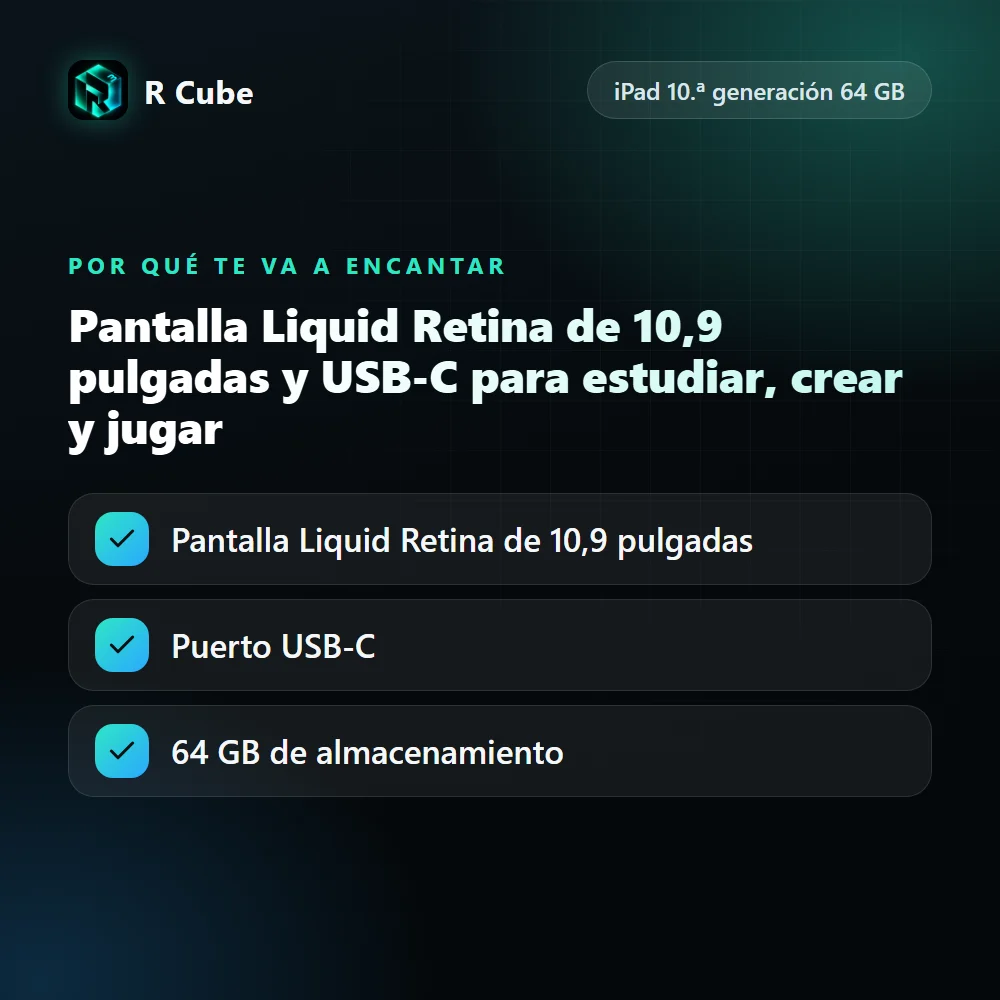 R Cube
iPad 10.ª generación 64 GB
POR QUÉ TE VA A ENCANTAR
Pantalla Liquid Retina de 10,9
pulgadas y USB-C para estudiar, crear
y jugar
Pantalla Liquid Retina de 10,9 pulgadas
Puerto USB-C
64 GB de almacenamiento